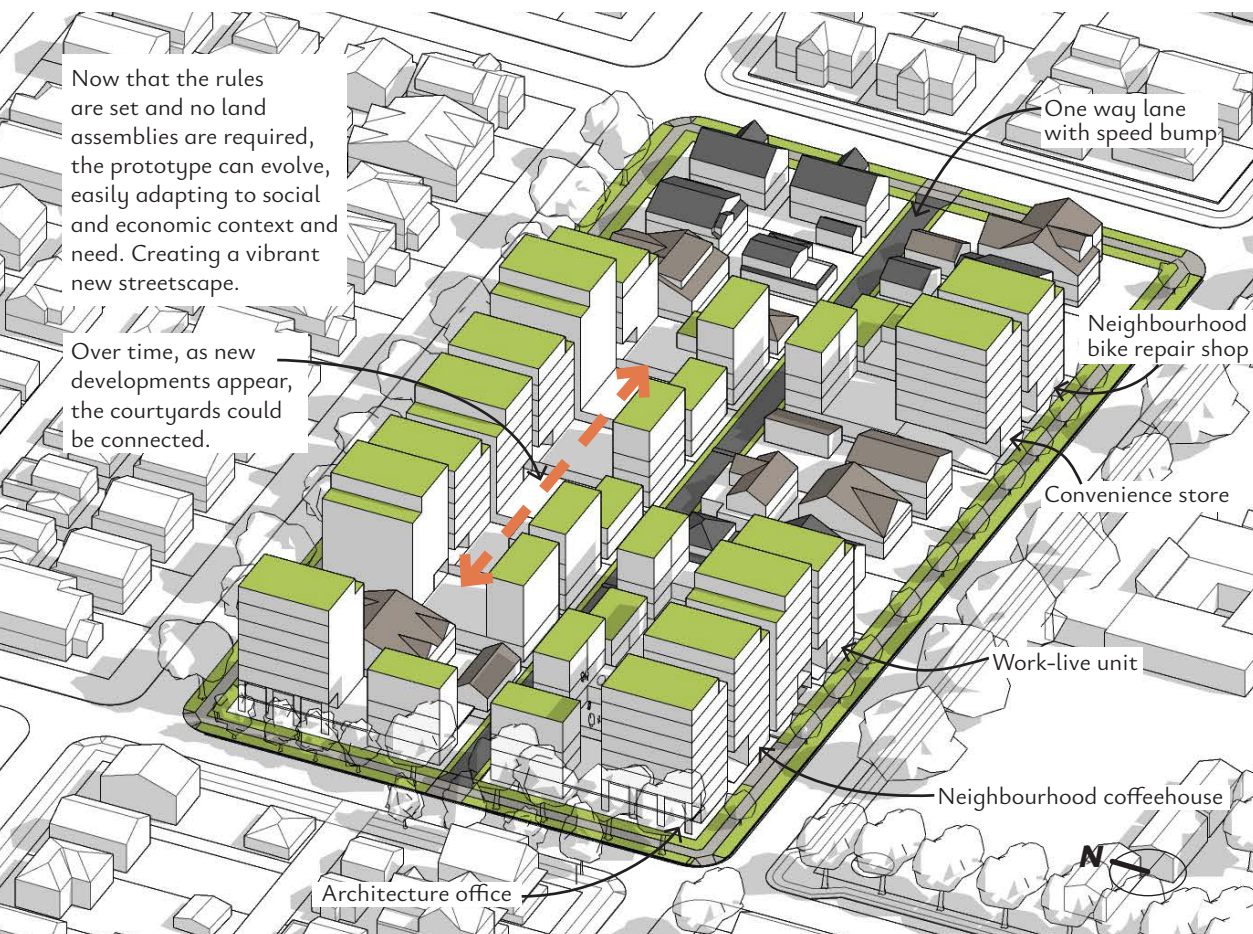 Now that the rules
are set and no land
assemblies are required,
the prototype can evolve,
easily adapting to social
and economic context and
need. Creating a vibrant
new streetscape.
One way lane
with speed bump
Over time, as new
developments appear,
the courtyards could
be connected.
Neighbourhood
bike repair shop
Convenience store
Work-live unit
Neighbourhood coffeehouse
N
Architecture office